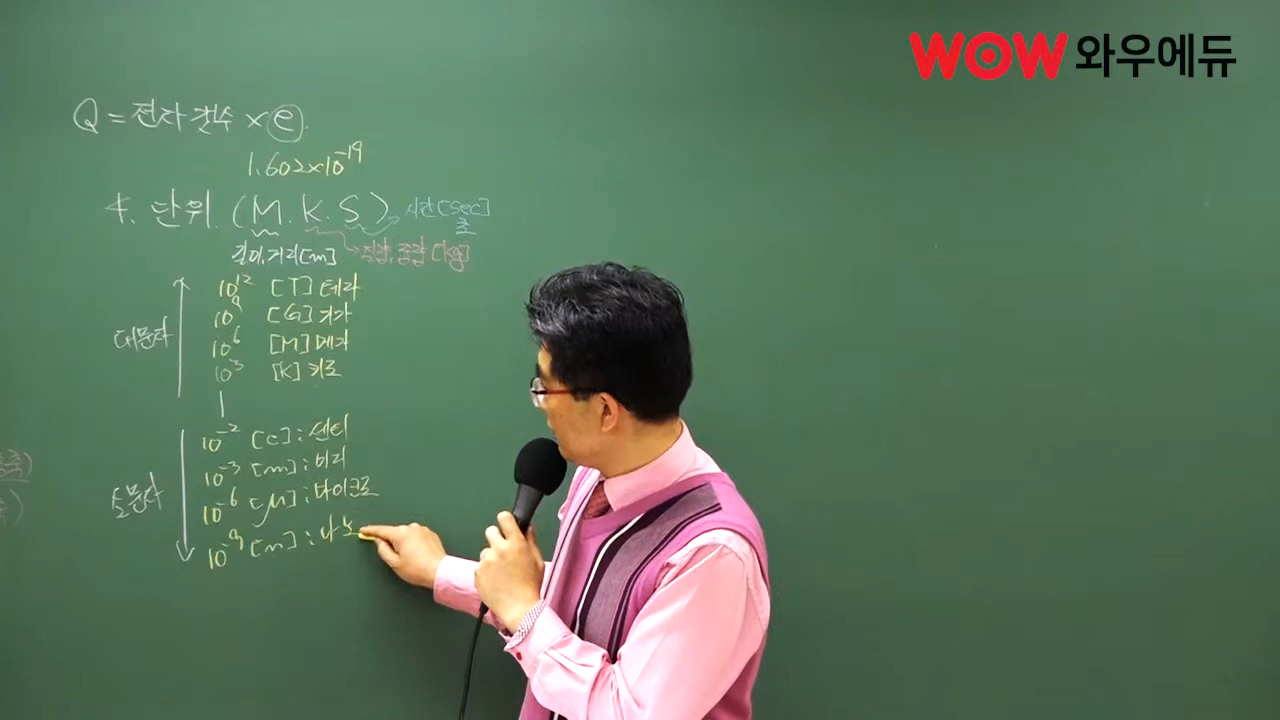 WOW 와우에듀
Q = 전자갯수 × e.
1.602×10⁻¹⁹
4. 단위. (M.K.S) 시간[sec]
초
길이.거리[m] 질량.중량[kg]
10¹² [T] 테라
10⁹ [G] 기가
대문자 10⁶ [M] 메가
10³ [K] 키로
1
10⁻² [c] : 센티
10⁻³ [m] : 미리
소문자 10⁻⁶ [μ] : 마이크로
10⁻⁹ [n] : 나노